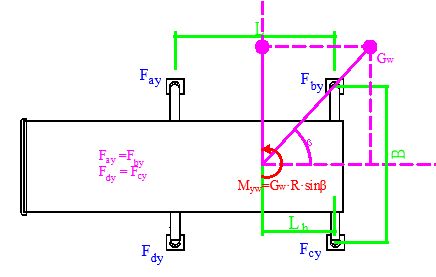 L
Gw
Fay
Fby
β
B
Fay =Fby
Fdy = Fcy
Myw=Gw·R·sinβ
Lb
Fdy
Fcy